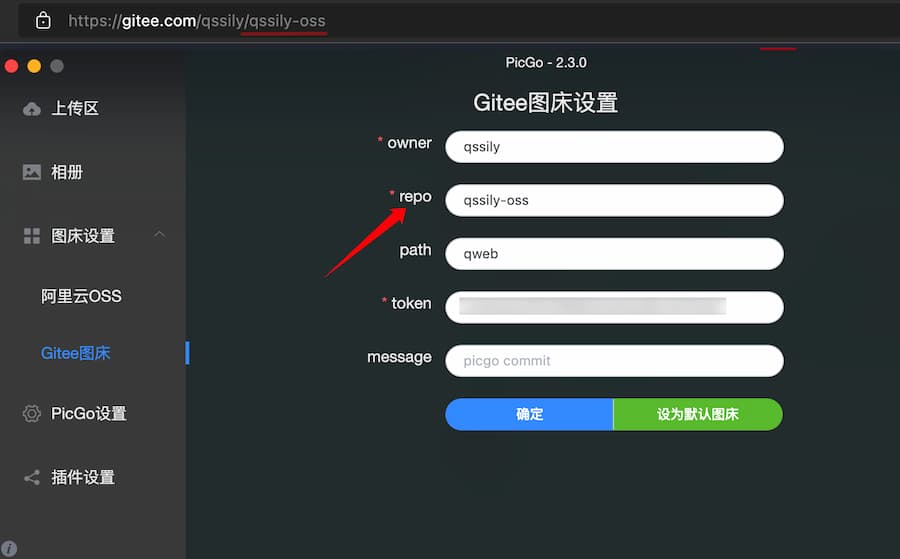 https://gitee.com/qssily/qssily-oss
PicGo - 2.3.0
上传区
相册
图床设置
阿里云OSS
Gitee图床
PicGo设置
插件设置
Gitee图床设置
* owner
qssily
* repo
qssily-oss
path
qweb
* token
message
picgo commit
确定
设为默认图床